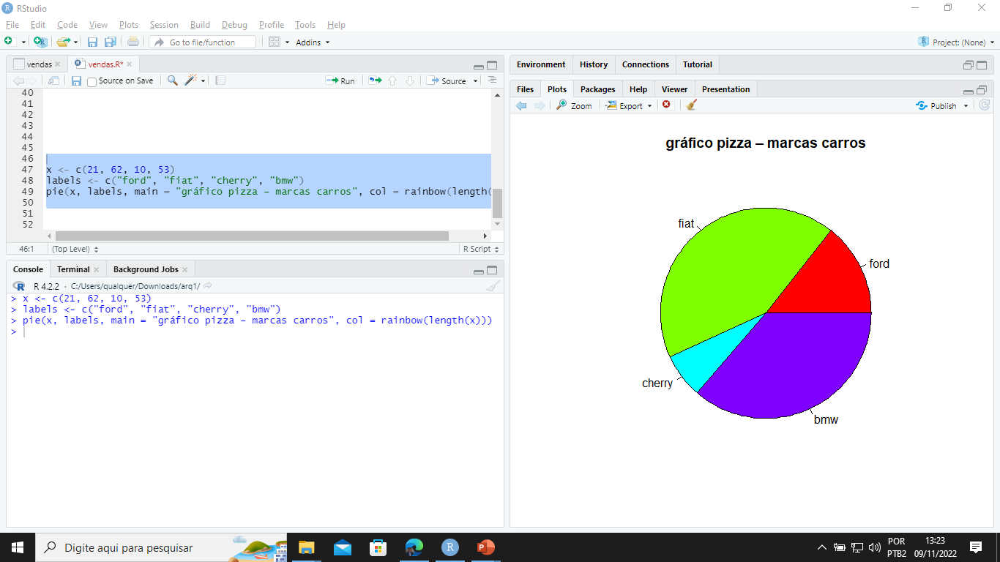 RStudio
File Edit Code View Plots Session Build Debug Profile Tools Help
Go to file/function
Addins
Project: (None)
vendas
vendas.R*
Source on Save
Run
Source
40
41
42
43
44
45
46
47 x <- c(21, 62, 10, 53)
48 labels <- c("ford", "fiat", "cherry", "bmw")
49 pie(x, labels, main = "gráfico pizza – marcas carros", col = rainbow(length(
50
51
52
46:1 (Top Level) R Script
Console Terminal Background Jobs
R 4.2.2 · C:/Users/qualquer/Downloads/arq1/
> x <- c(21, 62, 10, 53)
> labels <- c("ford", "fiat", "cherry", "bmw")
> pie(x, labels, main = "gráfico pizza – marcas carros", col = rainbow(length(x)))
>
Environment History Connections Tutorial
Files Plots Packages Help Viewer Presentation
Zoom Export Publish
gráfico pizza – marcas carros
fiat
ford
cherry
bmw
Digite aqui para pesquisar
POR
PTB2
13:23
09/11/2022